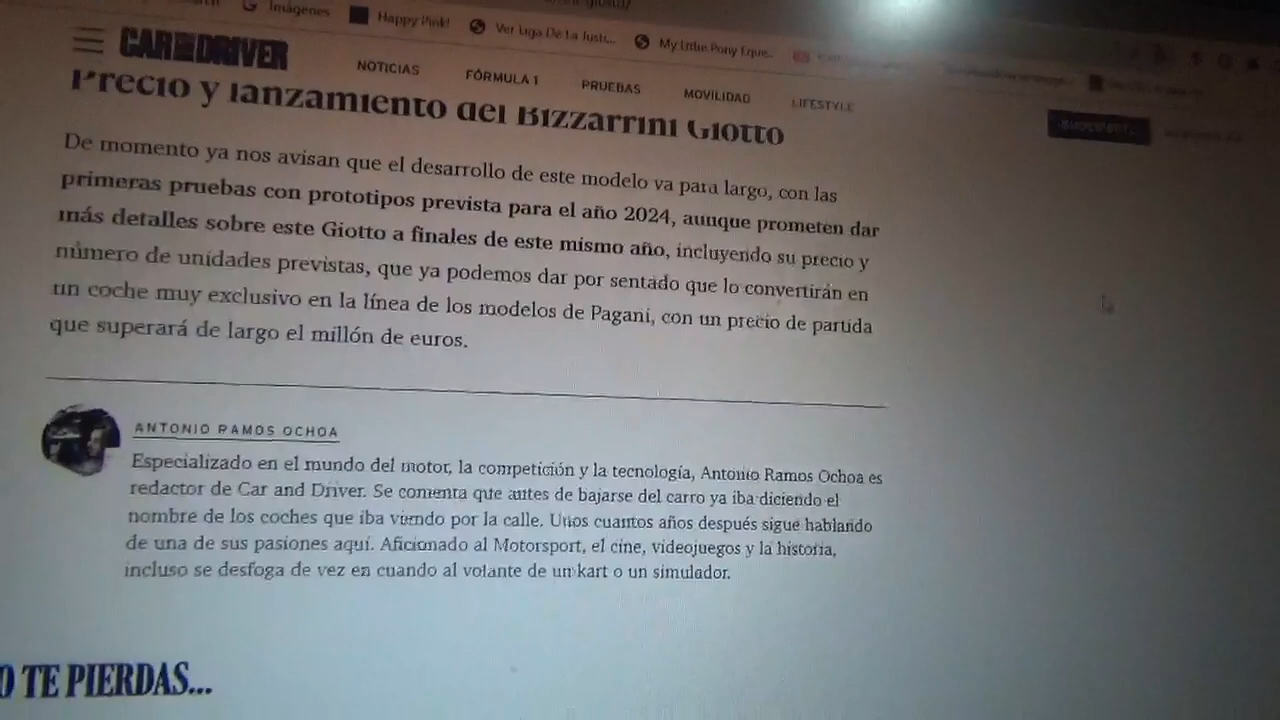 Imágenes
Happy Pink!
Ver Liga De La Justi...
My Little Pony Eque...
CAR AND DRIVER
NOTICIAS
FÓRMULA 1
PRUEBAS
MOVILIDAD
LIFESTYLE
Precio y lanzamiento del Bizzarrini Giotto
De momento ya nos avisan que el desarrollo de este modelo va para largo, con las
primeras pruebas con prototipos prevista para el año 2024, aunque prometen dar
más detalles sobre este Giotto a finales de este mismo año, incluyendo su precio y
número de unidades previstas, que ya podemos dar por sentado que lo convertirán en
un coche muy exclusivo en la línea de los modelos de Pagani, con un precio de partida
que superará de largo el millón de euros.
ANTONIO RAMOS OCHOA
Especializado en el mundo del motor, la competición y la tecnología, Antonio Ramos Ochoa es
redactor de Car and Driver. Se comenta que antes de bajarse del carro ya iba diciendo el
nombre de los coches que iba viendo por la calle. Unos cuantos años después sigue hablando
de una de sus pasiones aquí. Aficionado al Motorsport, el cine, videojuegos y la historia,
incluso se desfoga de vez en cuando al volante de un kart o un simulador.
O TE PIERDAS...